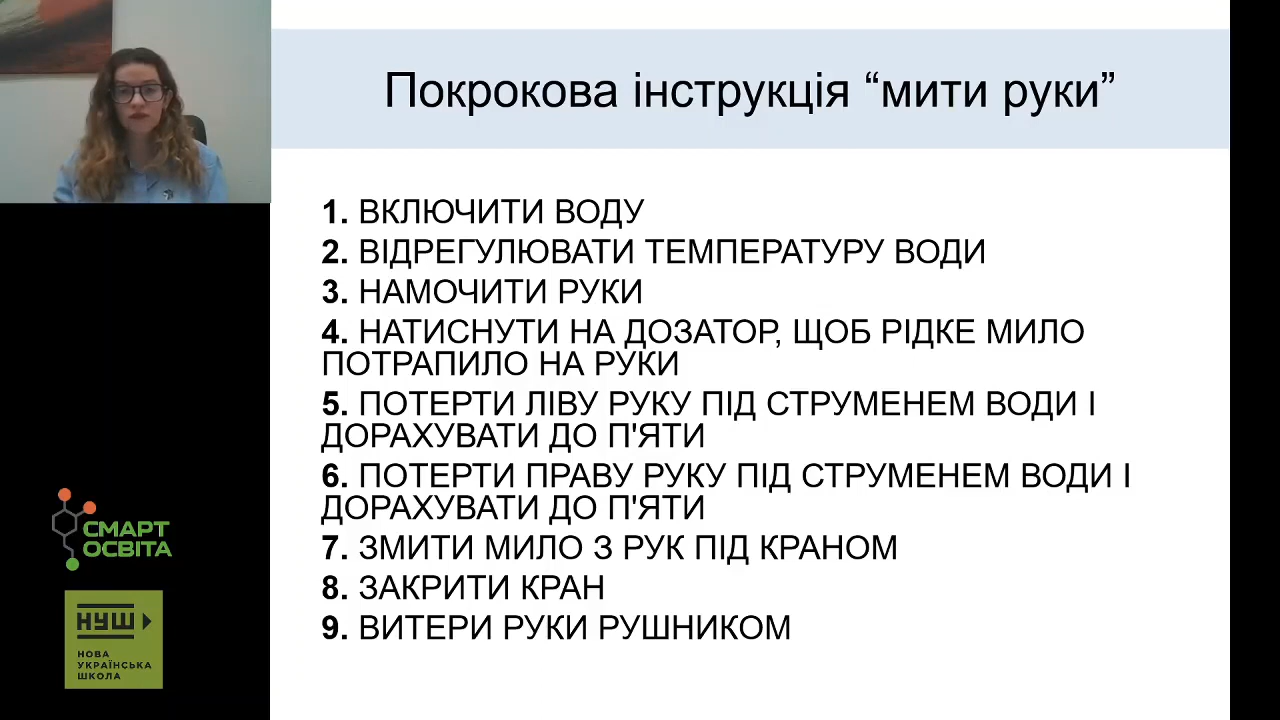 Покрокова інструкція “мити руки”
1. ВКЛЮЧИТИ ВОДУ
2. ВІДРЕГУЛЮВАТИ ТЕМПЕРАТУРУ ВОДИ
3. НАМОЧИТИ РУКИ
4. НАТИСНУТИ НА ДОЗАТОР, ЩОБ РІДКЕ МИЛО
ПОТРАПИЛО НА РУКИ
5. ПОТЕРТИ ЛІВУ РУКУ ПІД СТРУМЕНЕМ ВОДИ І
ДОРАХУВАТИ ДО П'ЯТИ
6. ПОТЕРТИ ПРАВУ РУКУ ПІД СТРУМЕНЕМ ВОДИ І
ДОРАХУВАТИ ДО П'ЯТИ
7. ЗМИТИ МИЛО З РУК ПІД КРАНОМ
8. ЗАКРИТИ КРАН
9. ВИТЕРИ РУКИ РУШНИКОМ
СМАРТ
ОСВІТА
НУШ
НОВА
УКРАЇНСЬКА
ШКОЛА